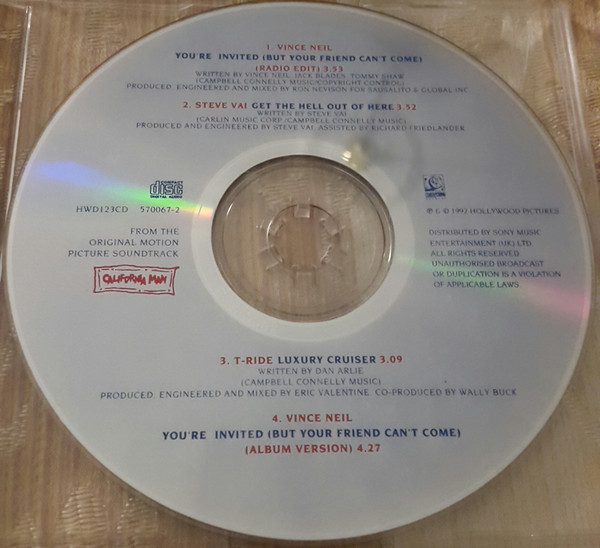 1. VINCE NEIL
YOU'RE INVITED (BUT YOUR FRIEND CAN'T COME)
(RADIO EDIT) 3.53
WRITTEN BY VINCE NEIL, JACK BLADES, TOMMY SHAW
(CAMPBELL CONNELLY MUSIC/COPYRIGHT CONTROL)
PRODUCED, ENGINEERED AND MIXED BY RON NEVISON FOR SAUSALITO & GLOBAL INC
2. STEVE VAI GET THE HELL OUT OF HERE 3.52
WRITTEN BY STEVE VAI
(CARLIN MUSIC CORP./CAMPBELL CONNELLY MUSIC)
PRODUCED AND ENGINEERED BY STEVE VAI ASSISTED BY RICHARD FRIEDLANDER
COMPACT
disc
DIGITAL AUDIO
HWD123CD 570067-2
FROM THE
ORIGINAL MOTION
PICTURE SOUNDTRACK
CALIFORNIA MAN
℗ & © 1992 HOLLYWOOD PICTURES
DISTRIBUTED BY SONY MUSIC
ENTERTAINMENT (UK) LTD
ALL RIGHTS RESERVED
UNAUTHORISED BROADCAST
OR DUPLICATION IS A VIOLATION
OF APPLICABLE LAWS
3. T-RIDE LUXURY CRUISER 3.09
WRITTEN BY DAN ARLIE
(CAMPBELL CONNELLY MUSIC)
PRODUCED, ENGINEERED AND MIXED BY ERIC VALENTINE CO-PRODUCED BY WALLY BUCK
4. VINCE NEIL
YOU'RE INVITED (BUT YOUR FRIEND CAN'T COME)
(ALBUM VERSION) 4.27